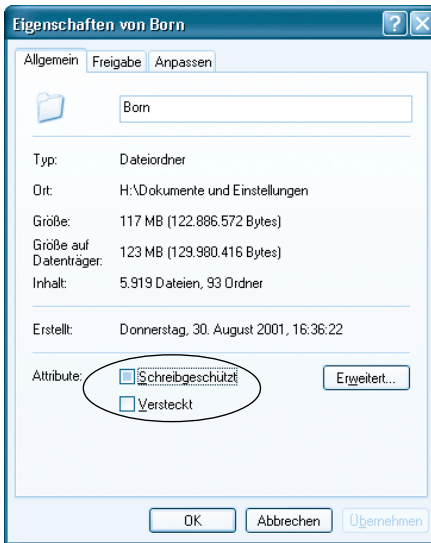 Eigenschaften von Born
Allgemein Freigabe Anpassen
Born
Typ: Dateiordner
Ort: H:\Dokumente und Einstellungen
Größe: 117 MB (122.886.572 Bytes)
Größe auf
Datenträger: 123 MB (129.980.416 Bytes)
Inhalt: 5.919 Dateien, 93 Ordner
Erstellt: Donnerstag, 30. August 2001, 16:36:22
Attribute: Schreibgeschützt Erweitert...
Versteckt
OK Abbrechen Übernehmen